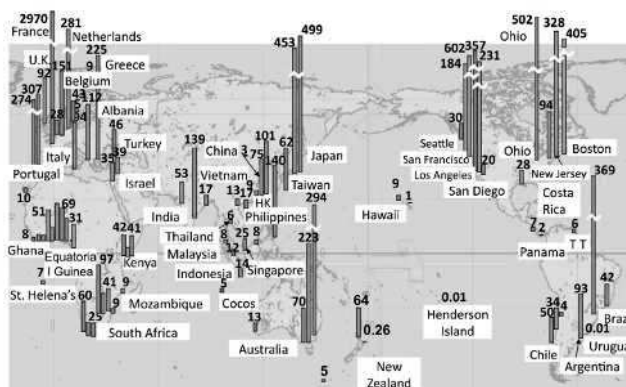 2970 281 499 502 328
France Netherlands 453 Ohio 405
9 225
U.K. Greece 602 357
92 151 184 231
307 Belgium
274 43 112
5
54 Albania 94
28 46 30
139 101
China 3 75 62 Japan Seattle Boston
Italy Turkey 140 San Francisco Ohio New Jersey
35 39 Vietnam 9 Los Angeles 20 28 369
Portugal Israel 53 17 13 17 HK Taiwan San Diego Costa Rica
10 India Philippines 294 9 1
51 69 6 Hawaii 7 2 6
8 31 42 41 Thailand 8 25 8 223 Panama T T
Ghana Kenya Malaysia 12
Equatoria l Guinea 97 Indonesia 14 Singapore
7 41 9 5 0.01 93 42
St. Helena's 60 9 Mozambique Cocos 70 64 Henderson Island 34 4 Braz
25 13 0.26 50 0.01
South Africa Australia Chile Urugu
New Zealand Argentina
5